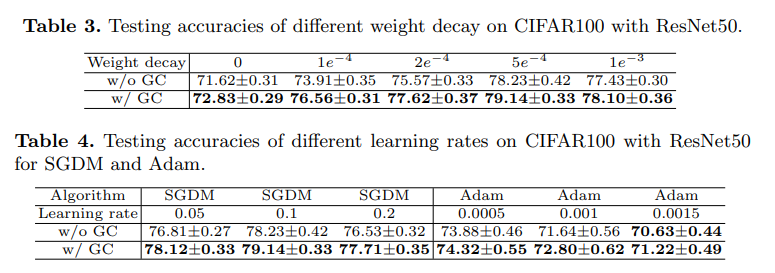 Table 3. Testing accuracies of different weight decay on CIFAR100 with ResNet50.
Weight decay 0 1e−4 2e−4 5e−4 1e−3
w/o GC 71.62±0.31 73.91±0.35 75.57±0.33 78.23±0.42 77.43±0.30
w/ GC 72.83±0.29 76.56±0.31 77.62±0.37 79.14±0.33 78.10±0.36
Table 4. Testing accuracies of different learning rates on CIFAR100 with ResNet50
for SGDM and Adam.
Algorithm SGDM SGDM SGDM Adam Adam Adam
Learning rate 0.05 0.1 0.2 0.0005 0.001 0.0015
w/o GC 76.81±0.27 78.23±0.42 76.53±0.32 73.88±0.46 71.64±0.56 70.63±0.44
w/ GC 78.12±0.33 79.14±0.33 77.71±0.35 74.32±0.55 72.80±0.62 71.22±0.49